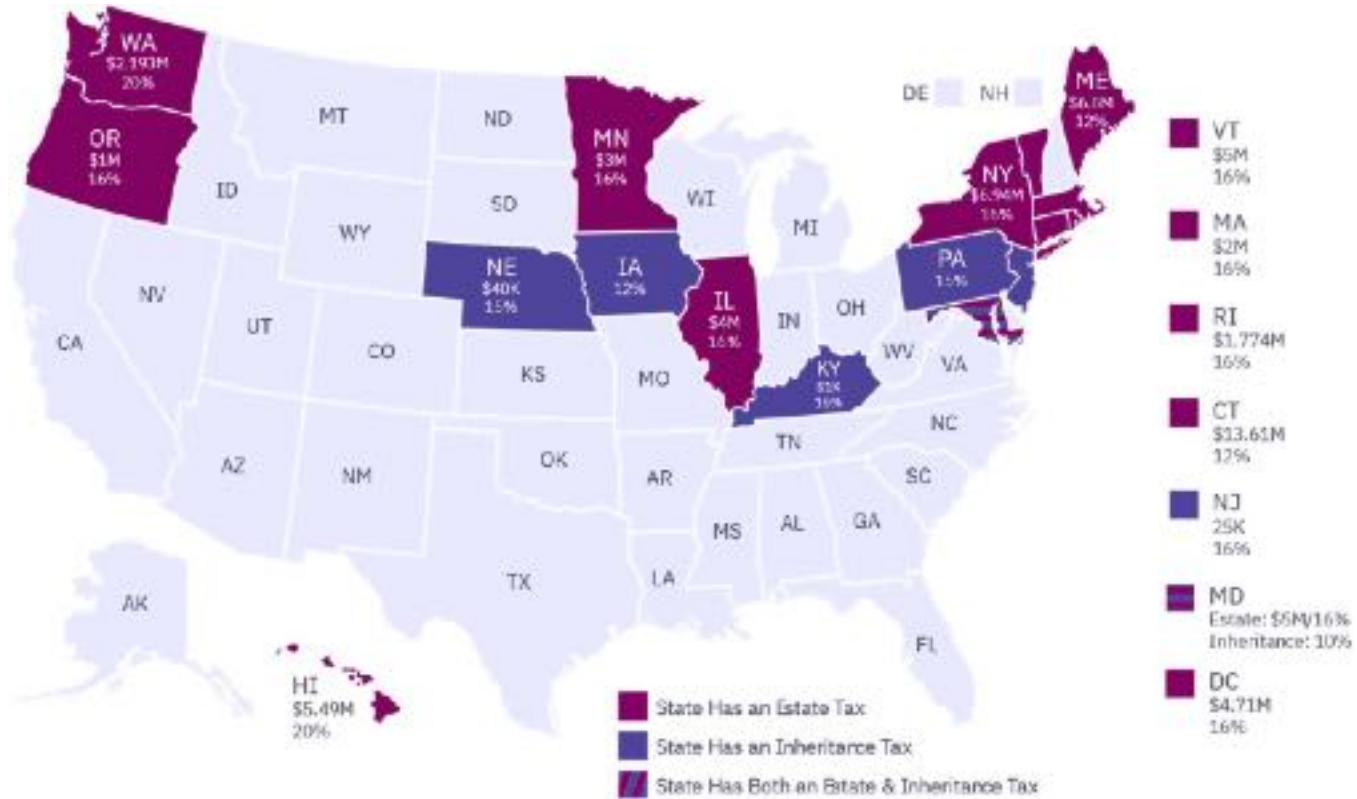 WA
$2.193M
20%
OR
$1M
16%
MT
ID
WY
ND
SD
MN
$3M
16%
WI
MI
DE
NH
ME
$6.8M
12%
NY
$6.94M
16%
NE
$40K
15%
IA
12%
IL
$4M
16%
PA
15%
IN
OH
WV
VA
KY
$1K
16%
CA
NV
UT
CO
KS
MO
TN
NC
SC
AZ
NM
OK
AR
MS
AL
GA
TX
LA
FL
AK
HI
$5.49M
20%
VT
$5M
16%
MA
$2M
16%
RI
$1.774M
16%
CT
$13.61M
12%
NJ
25K
16%
MD
Estate: $5M/16%
Inheritance: 10%
DC
$4.71M
16%
State Has an Estate Tax
State Has an Inheritance Tax
State Has Both an Estate & Inheritance Tax